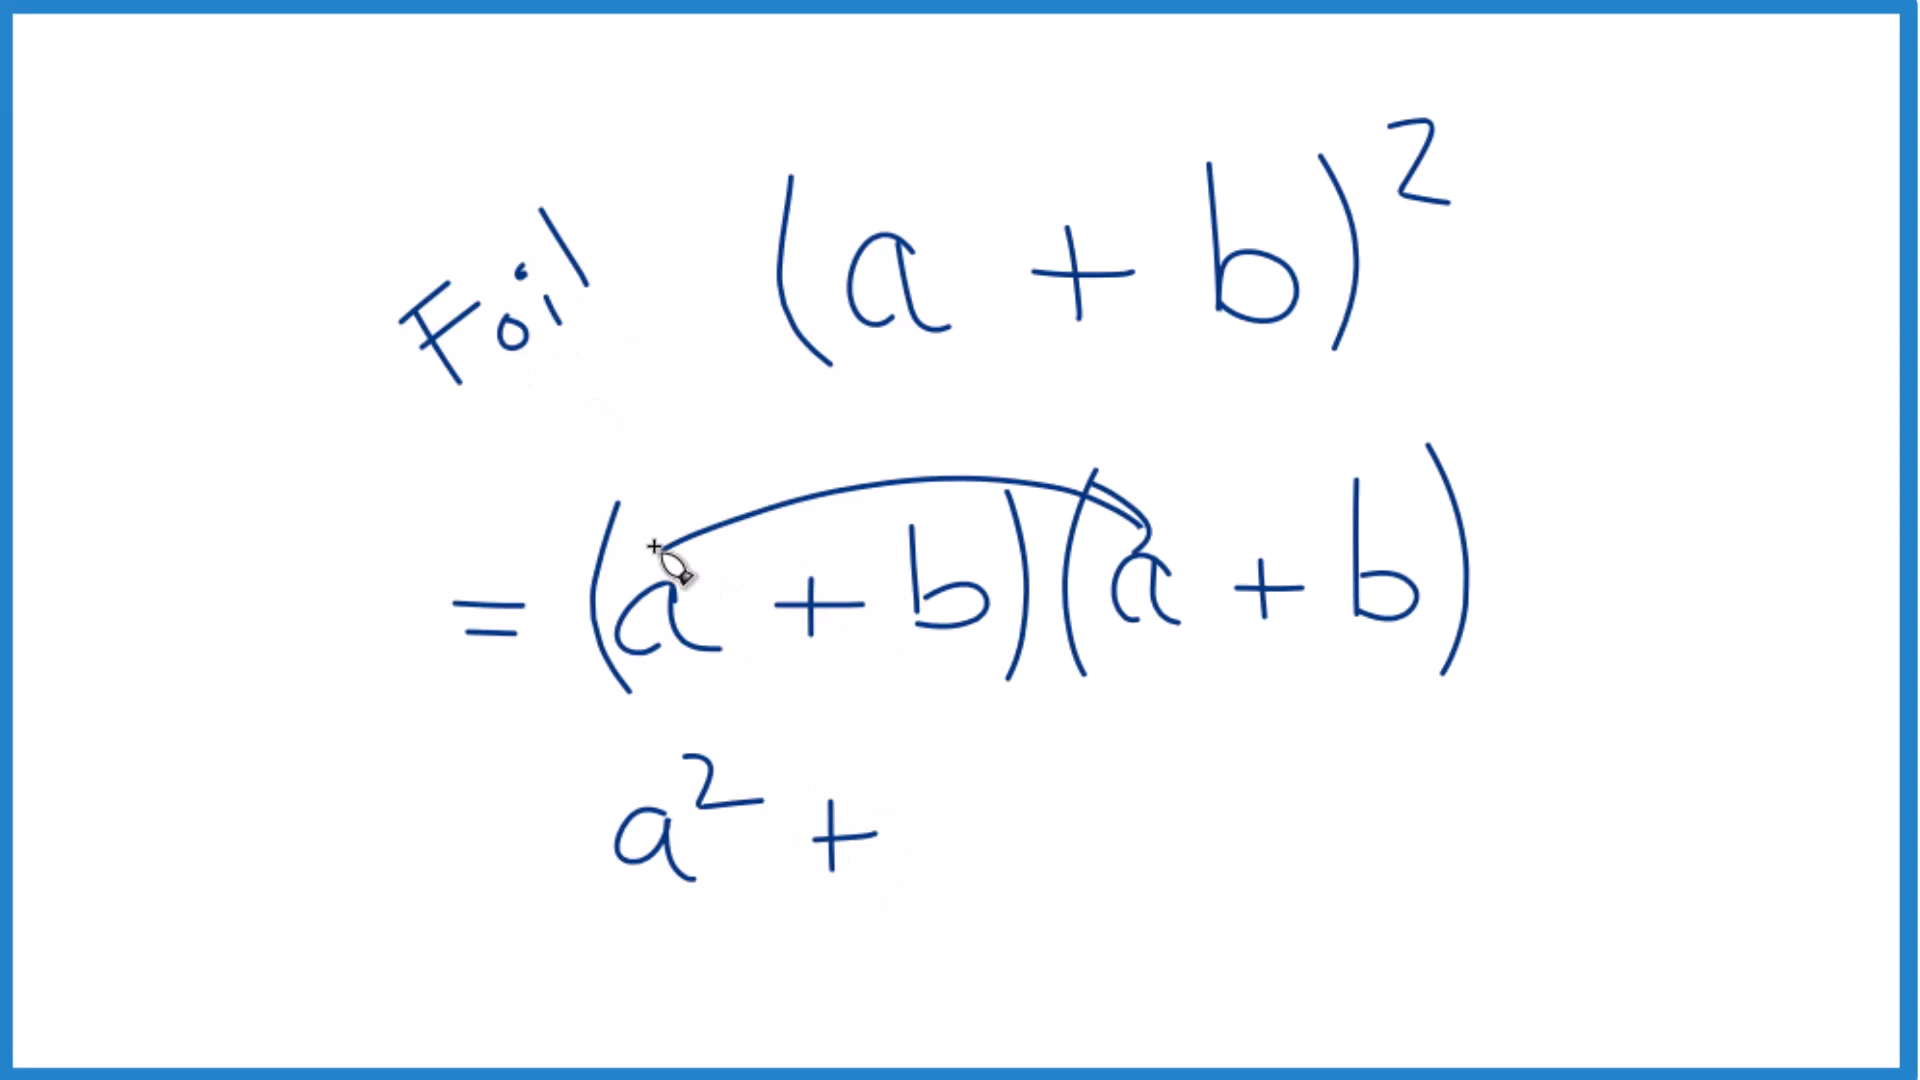 Foil (a + b)²
= (a + b)(a + b)
a² +